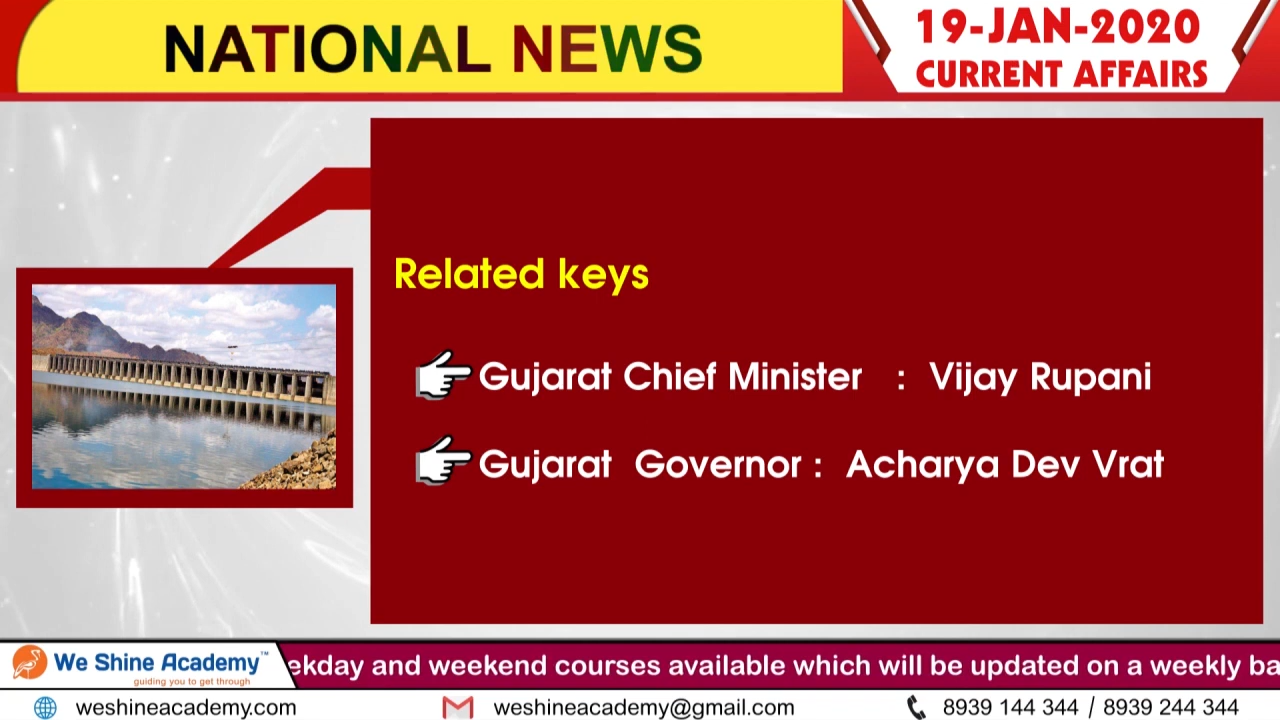 NATIONAL NEWS
19-JAN-2020
CURRENT AFFAIRS
Related keys
Gujarat Chief Minister : Vijay Rupani
Gujarat Governor : Acharya Dev Vrat
We Shine Academy™
guiding you to get through
ekday and weekend courses available which will be updated on a weekly ba
weshineacademy.com
weshineacademy@gmail.com
8939 144 344 / 8939 244 344